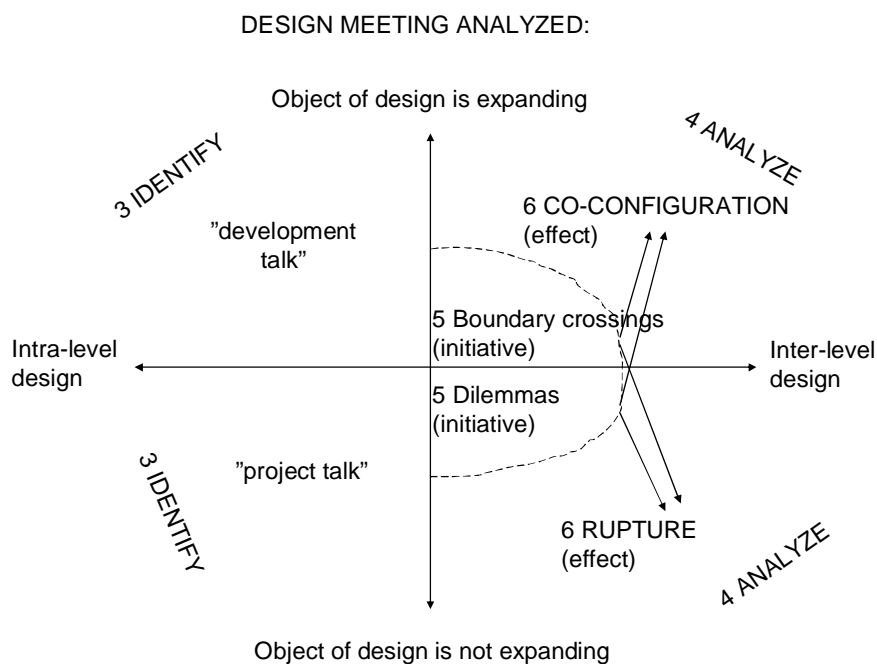 DESIGN MEETING ANALYZED:
Object of design is expanding
3 IDENTIFY
4 ANALYZE
”development
talk”
6 CO-CONFIGURATION
(effect)
5 Boundary crossings
(initiative)
Intra-level
design
Inter-level
design
5 Dilemmas
(initiative)
”project talk”
3 IDENTIFY
6 RUPTURE
(effect)
4 ANALYZE
Object of design is not expanding